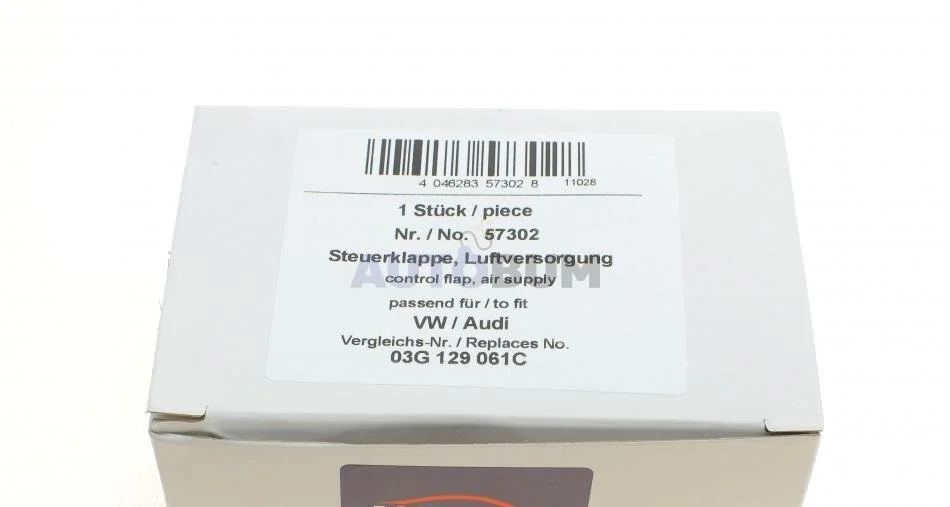 4 046283 57302 8 11028
1 Stück / piece
Nr. / No. 57302
Steuerklappe, Luftversorgung
AUTOBUM
control flap, air supply
passend für / to fit
VW / Audi
Vergleichs-Nr. / Replaces No.
03G 129 061C